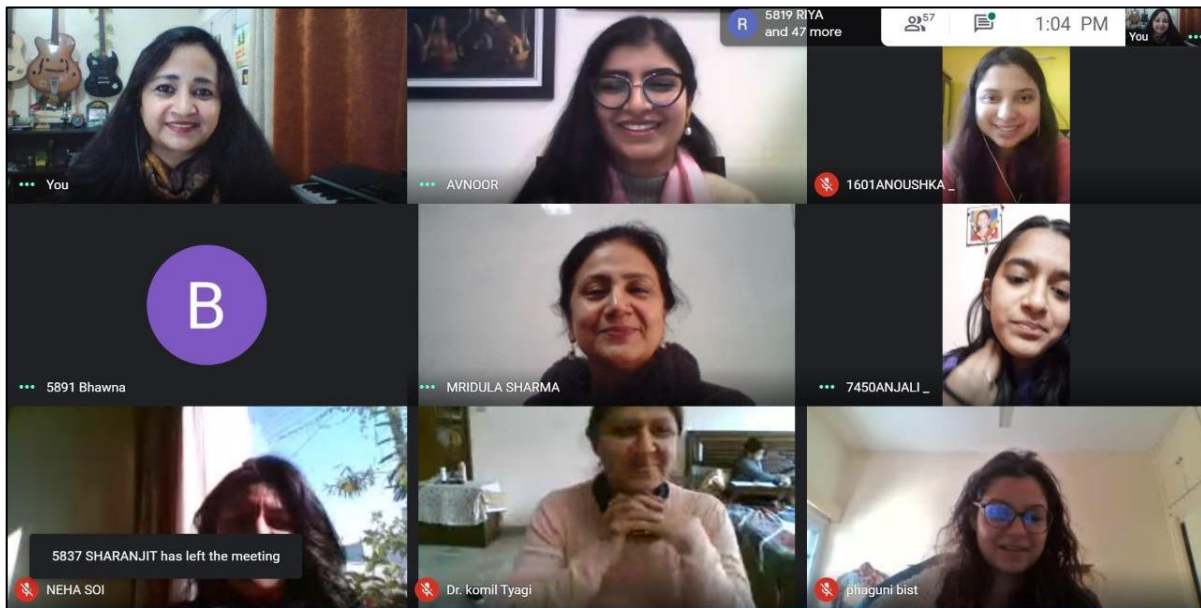 R 5819 RIYA
and 47 more
57
1:04 PM
You
You
AVNOOR
1601ANOUSHKA _
B
5891 Bhawna
MRIDULA SHARMA
7450ANJALI _
5837 SHARANJIT has left the meeting
NEHA SOI
Dr. komil Tyagi
phaguni bist